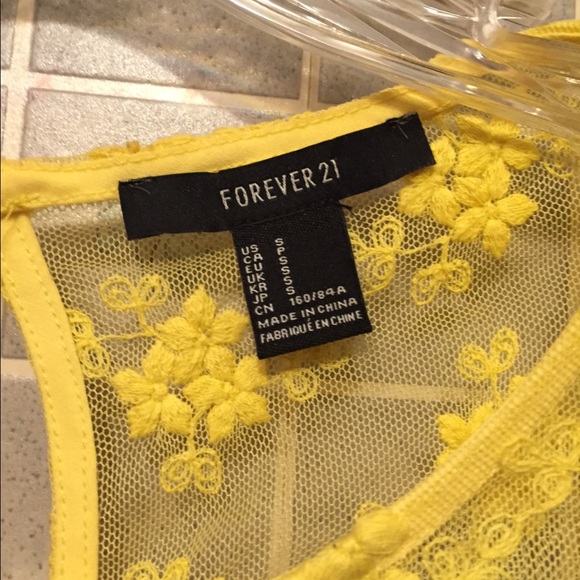 FOREVER 21
US S
CA P
EU S
UK S
KR S
JP S
CN 160/84A
MADE IN CHINA
FABRIQUÉ EN CHINE